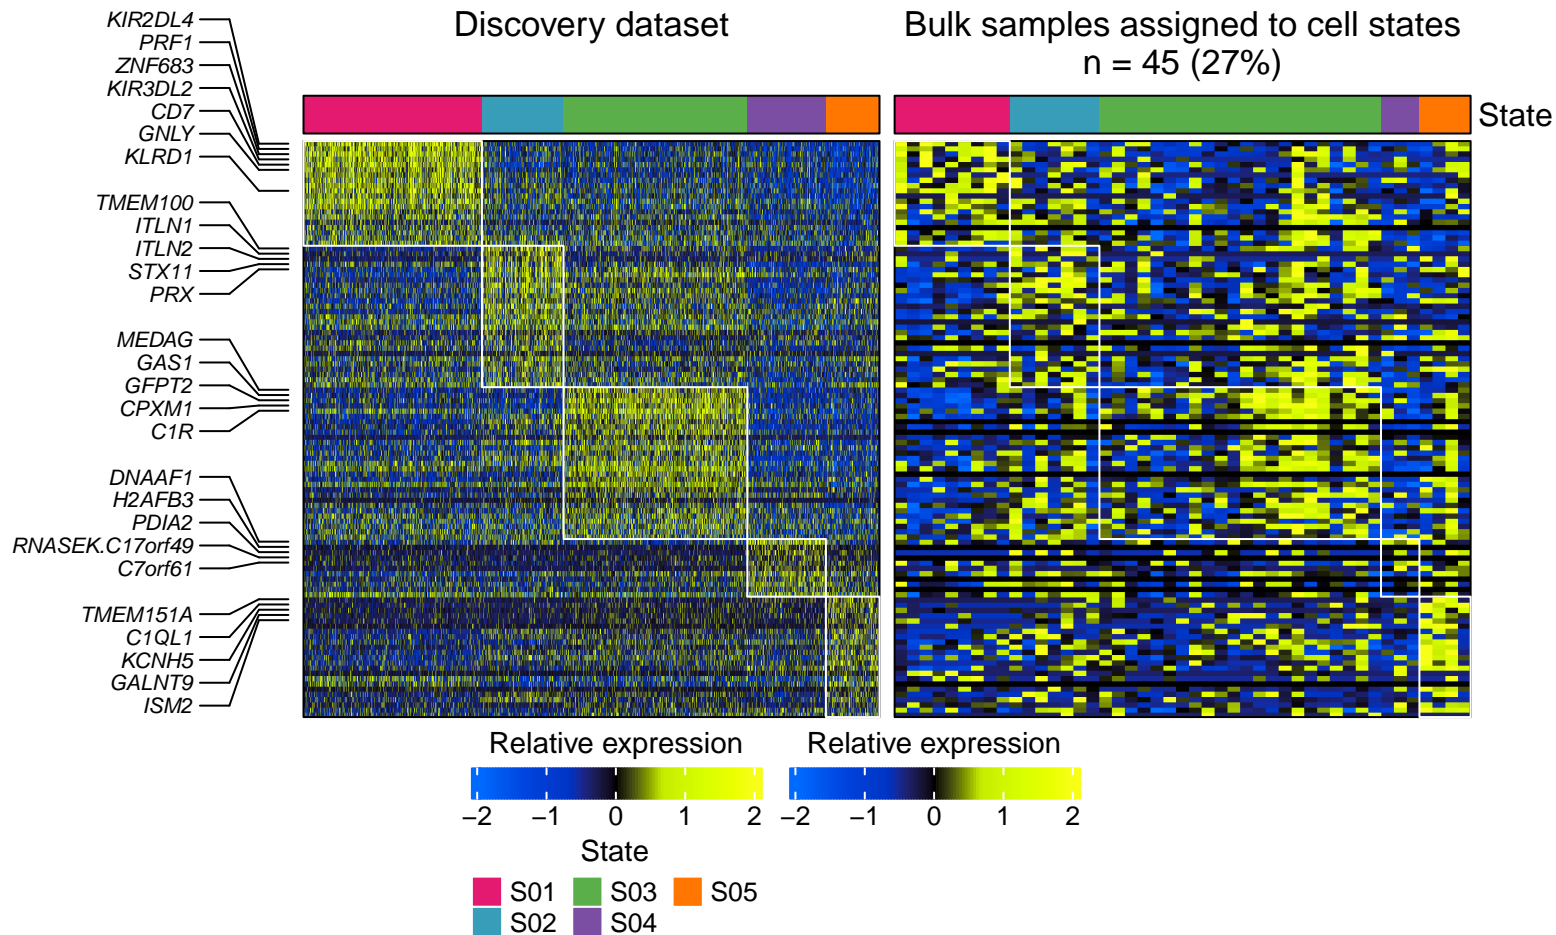 Discovery dataset
Bulk samples assigned to cell states
n = 45 (27%)
State
KIR2DL4
PRF1
ZNF683
KIR3DL2
CD7
GNLY
KLRD1
TMEM100
ITLN1
ITLN2
STX11
PRX
MEDAG
GAS1
GFPT2
CPXM1
C1R
DNAAF1
H2AFB3
PDIA2
RNASEK.C17orf49
C7orf61
TMEM151A
C1QL1
KCNH5
GALNT9
ISM2
Relative expression
−2 −1 0 1 2
Relative expression
−2 −1 0 1 2
State
S01 S03 S05
S02 S04